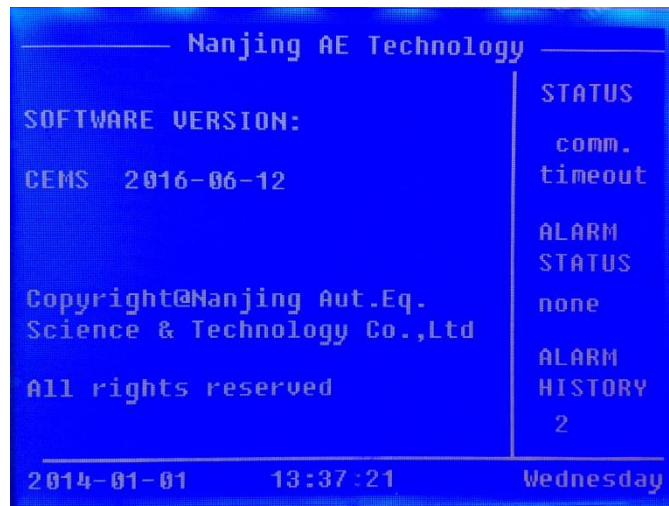 Nanjing AE Technology
SOFTWARE VERSION:
CEMS 2016-06-12
Copyright@Nanjing Aut.Eq.
Science & Technology Co.,Ltd
All rights reserved
STATUS
comm.
timeout
ALARM
STATUS
none
ALARM
HISTORY
2
2014-01-01 13:37:21 Wednesday